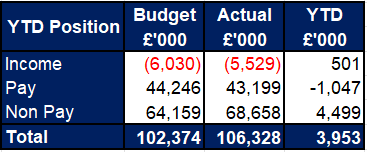 YTD Position Budget £'000 Actual £'000 YTD £'000
Income (6,030) (5,529) 501
Pay 44,246 43,199 -1,047
Non Pay 64,159 68,658 4,499
Total 102,374 106,328 3,953